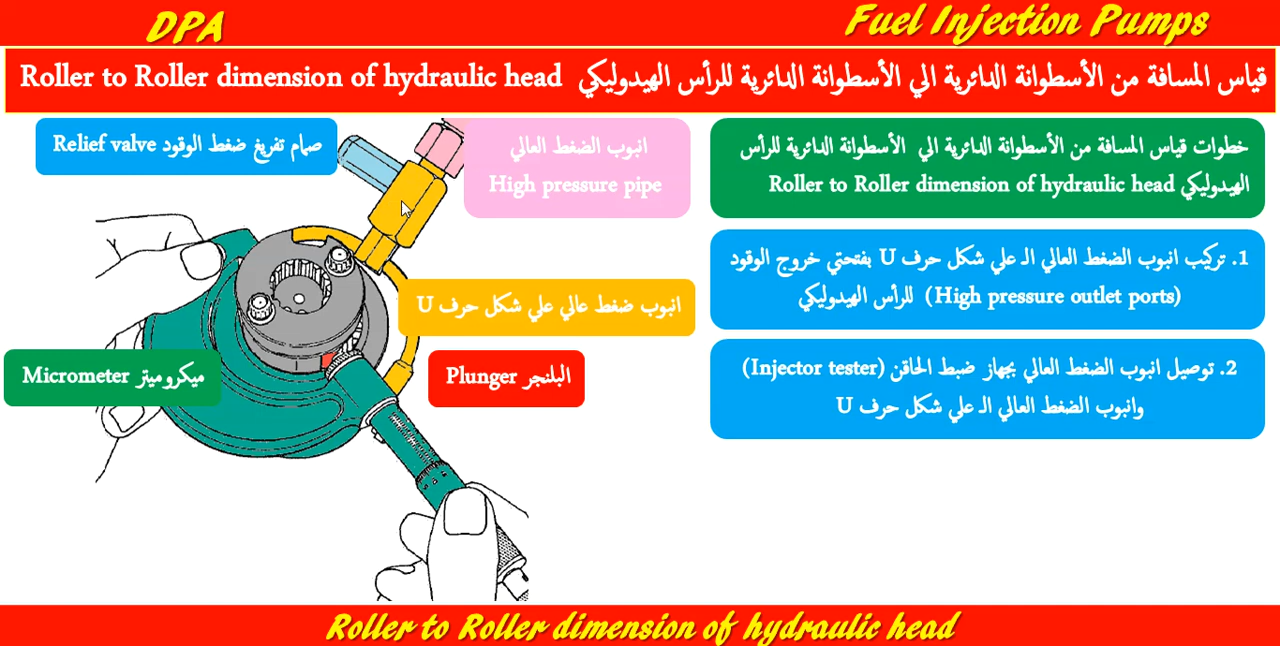 DPA
Fuel Injection Pumps
قياس المسافة من الأسطوانة الدائرية الي الأسطوانة الدائرية للرأس الهيدوليكي Roller to Roller dimension of hydraulic head
صمام تفريغ ضغط الوقود Relief valve
انبوب الضغط العالي
High pressure pipe
انبوب ضغط عالي علي شكل حرف U
ميكروميتر Micrometer
البلنجر Plunger
خطوات قياس المسافة من الأسطوانة الدائرية الي الأسطوانة الدائرية للرأس
الهيدوليكي Roller to Roller dimension of hydraulic head
1. تركيب انبوب الضغط العالي الـ علي شكل حرف U بفتحتي خروج الوقود
(High pressure outlet ports) للرأس الهيدوليكي
2. توصيل انبوب الضغط العالي بجهاز ضبط الحاقن (Injector tester)
وانبوب الضغط العالي الـ علي شكل حرف U
Roller to Roller dimension of hydraulic head